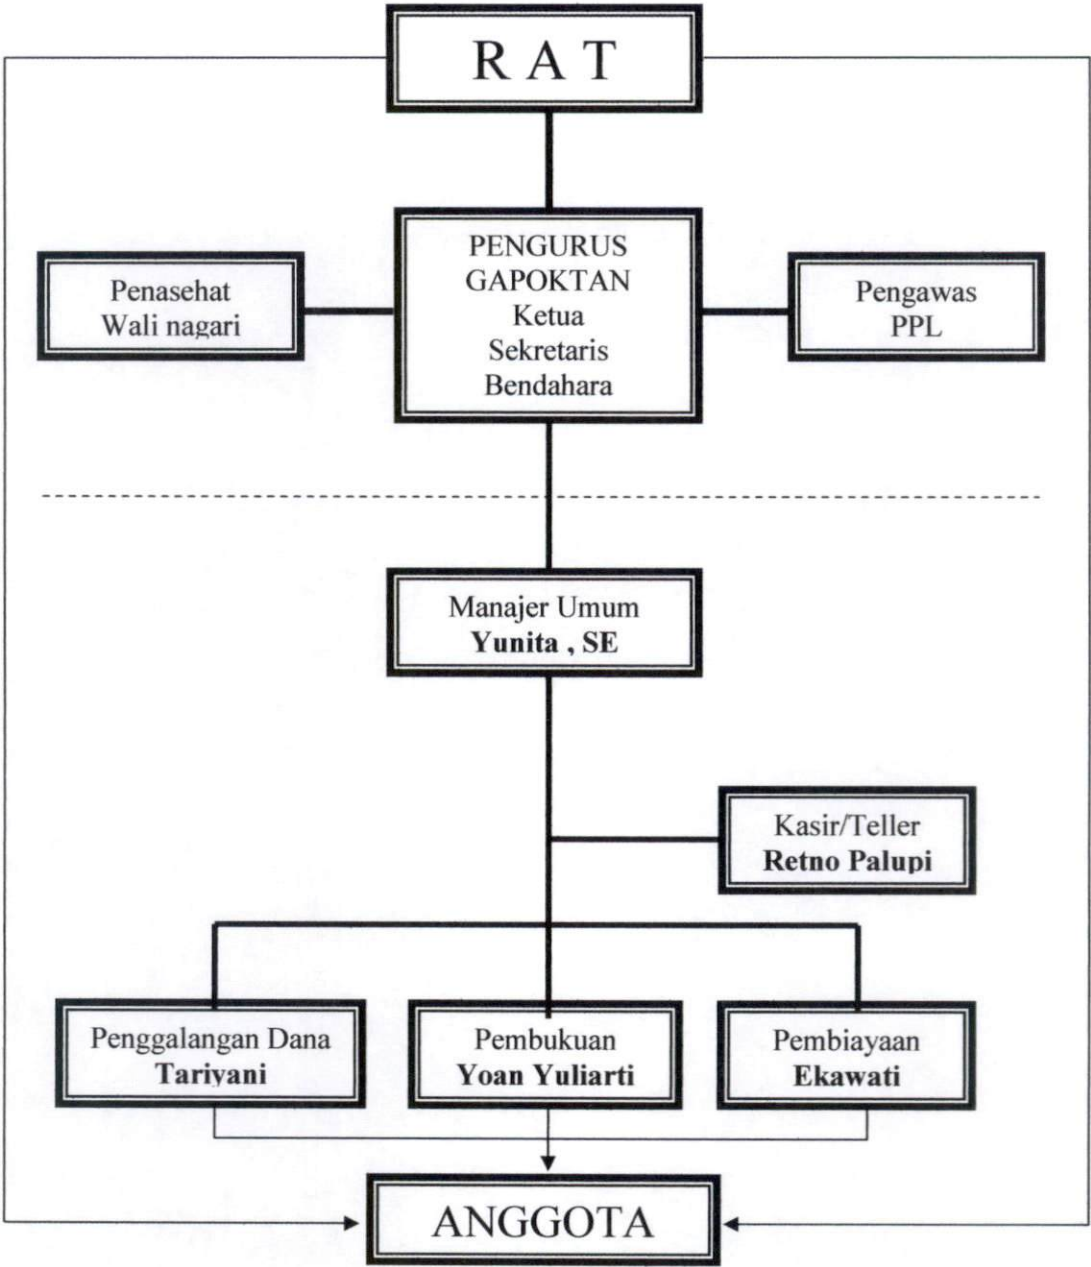 R A T
PENGURUS
GAPOKTAN
Ketua
Sekretaris
Bendahara
Penasehat
Wali nagari
Pengawas
PPL
Manajer Umum
Yunita , SE
Kasir/Teller
Retno Palupi
Penggalangan Dana
Tariyani
Pembukuan
Yoan Yuliarti
Pembiayaan
Ekawati
ANGGOTA